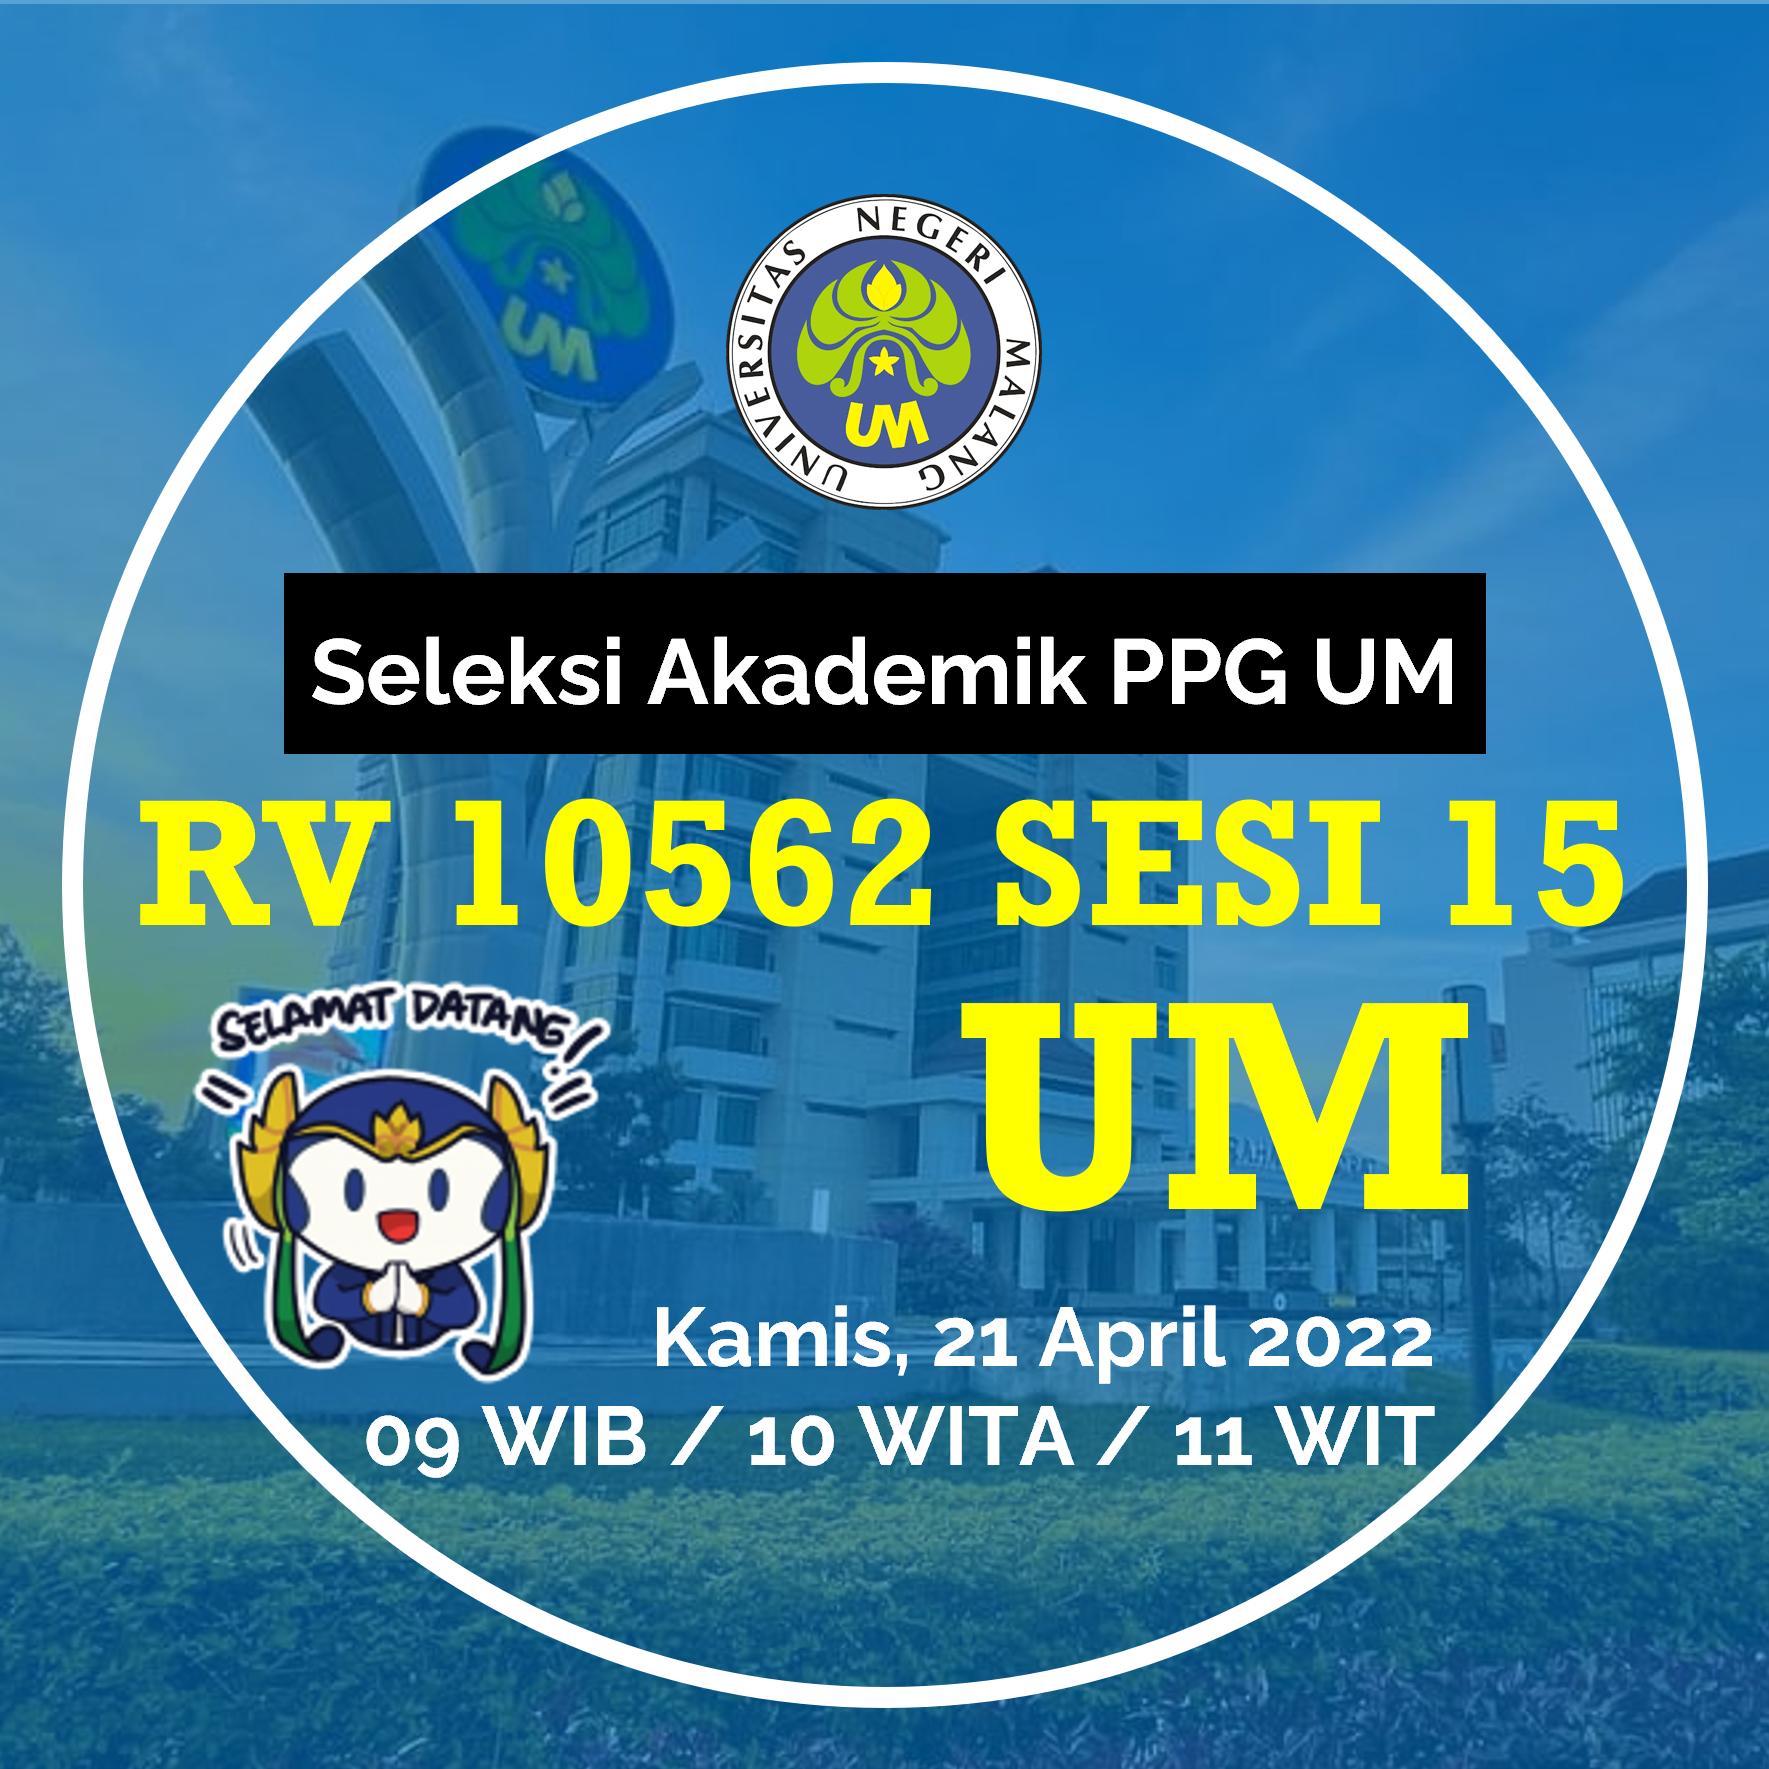 UM
UNIVERSITAS NEGERI MALANG
UM
Seleksi Akademik PPG UM
RV 10562 SESI 15
UM
SELAMAT DATANG!
Kamis, 21 April 2022
09 WIB / 10 WITA / 11 WIT